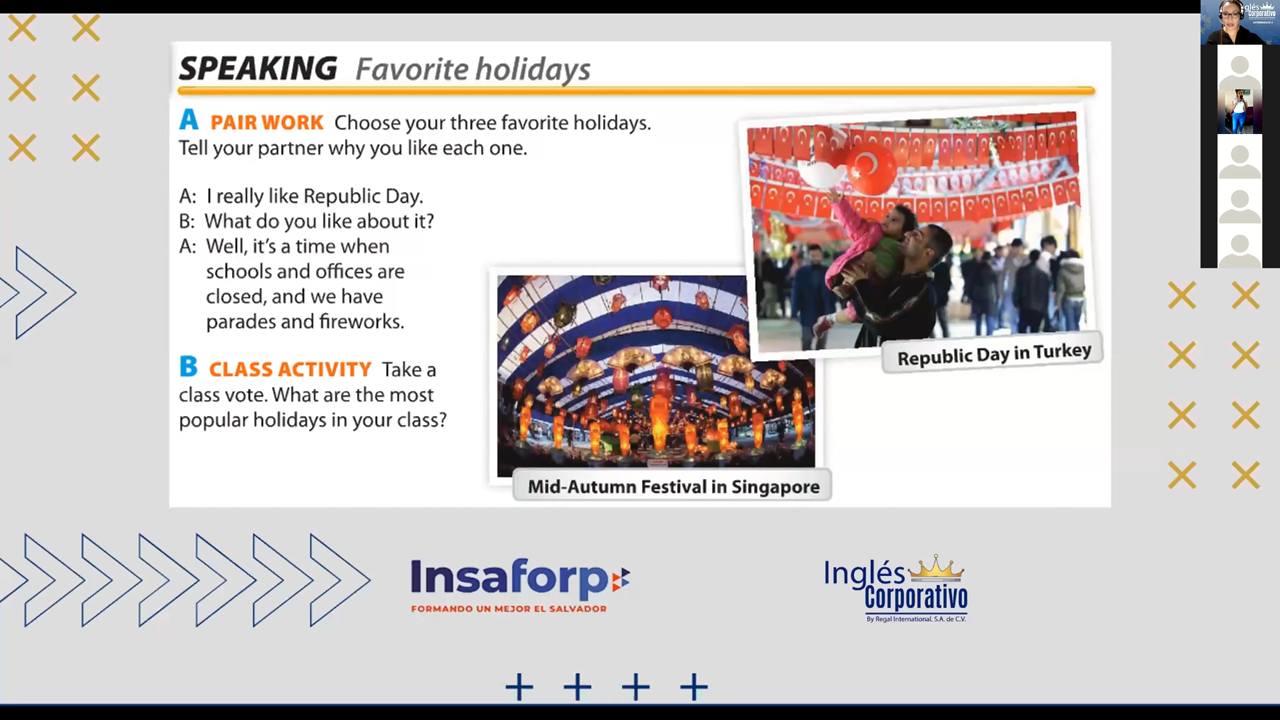 SPEAKING Favorite holidays
A PAIR WORK Choose your three favorite holidays.
Tell your partner why you like each one.
A: I really like Republic Day.
B: What do you like about it?
A: Well, it's a time when
schools and offices are
closed, and we have
parades and fireworks.
B CLASS ACTIVITY Take a
class vote. What are the most
popular holidays in your class?
Republic Day in Turkey
Mid-Autumn Festival in Singapore
Insaforp
FORMANDO UN MEJOR EL SALVADOR
Inglés
Corporativo
By Regal International, S.A. de C.V.
Inglés
Corporativo